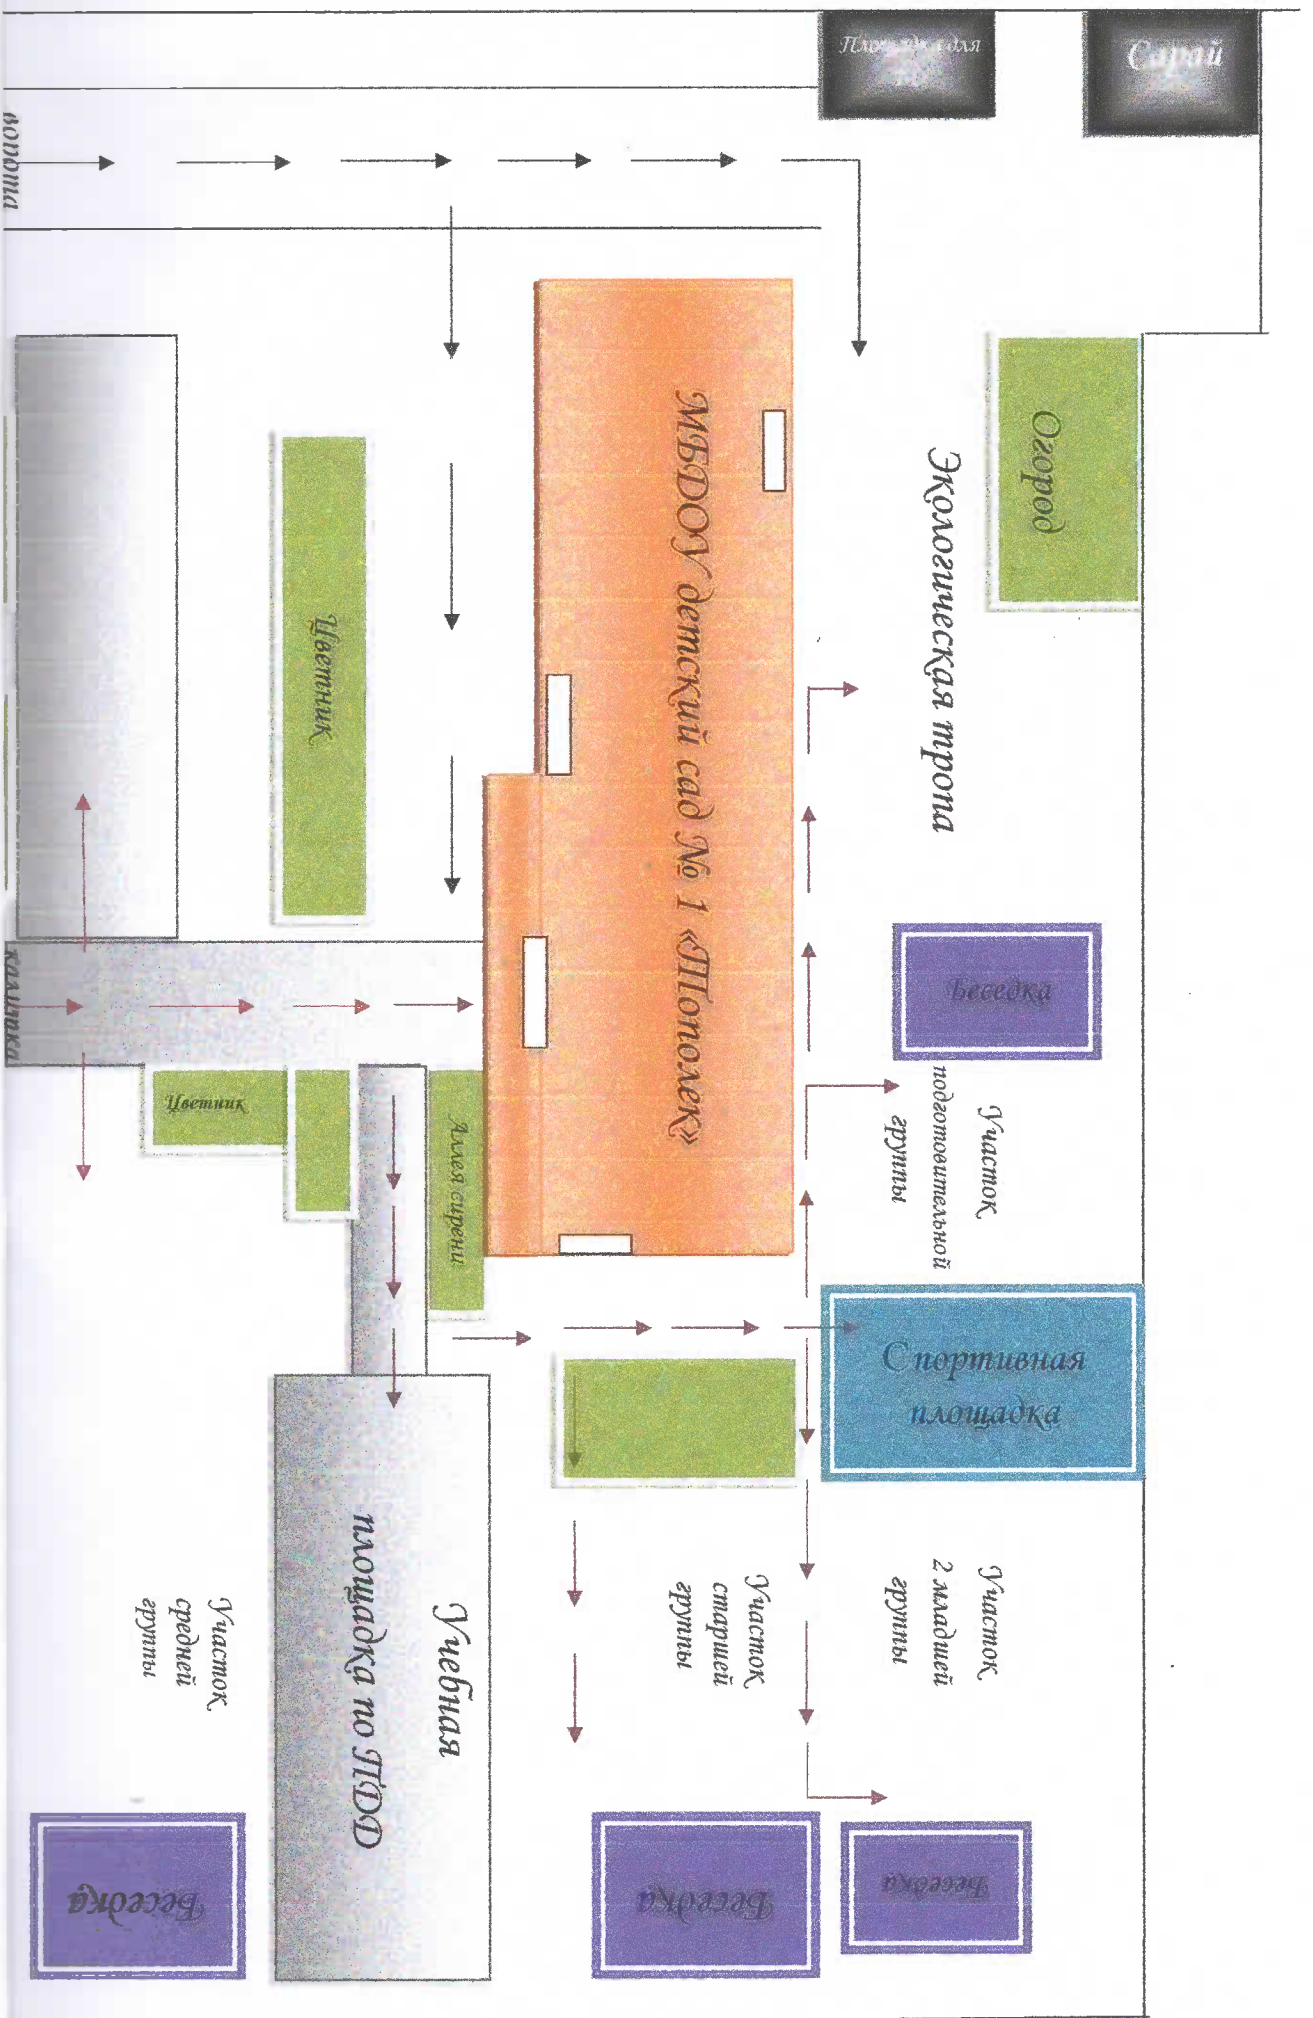 Площадка для
Сарай
ворота
Огород
Экологическая тропа
МБДОУ детский сад № 1 «Тополек»
Цветник
Беседка
калитка
Участок
подготовительной
группы
Цветник
Аллея сирени
Спортивная
площадка
Участок
2 младшей
группы
Участок
старшей
группы
Учебная
площадка по ПДД
Участок
средней
группы
Беседка
Беседка
Беседка